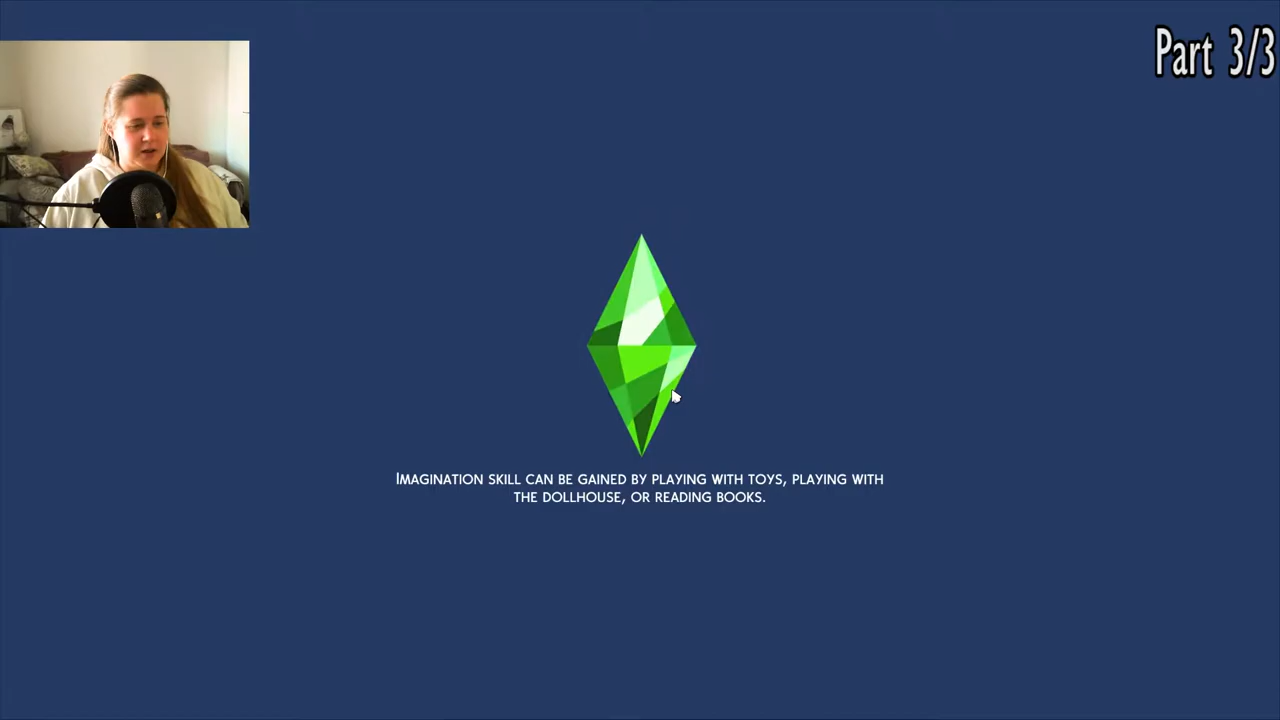 Part 3/3
IMAGINATION SKILL CAN BE GAINED BY PLAYING WITH TOYS, PLAYING WITH
THE DOLLHOUSE, OR READING BOOKS.